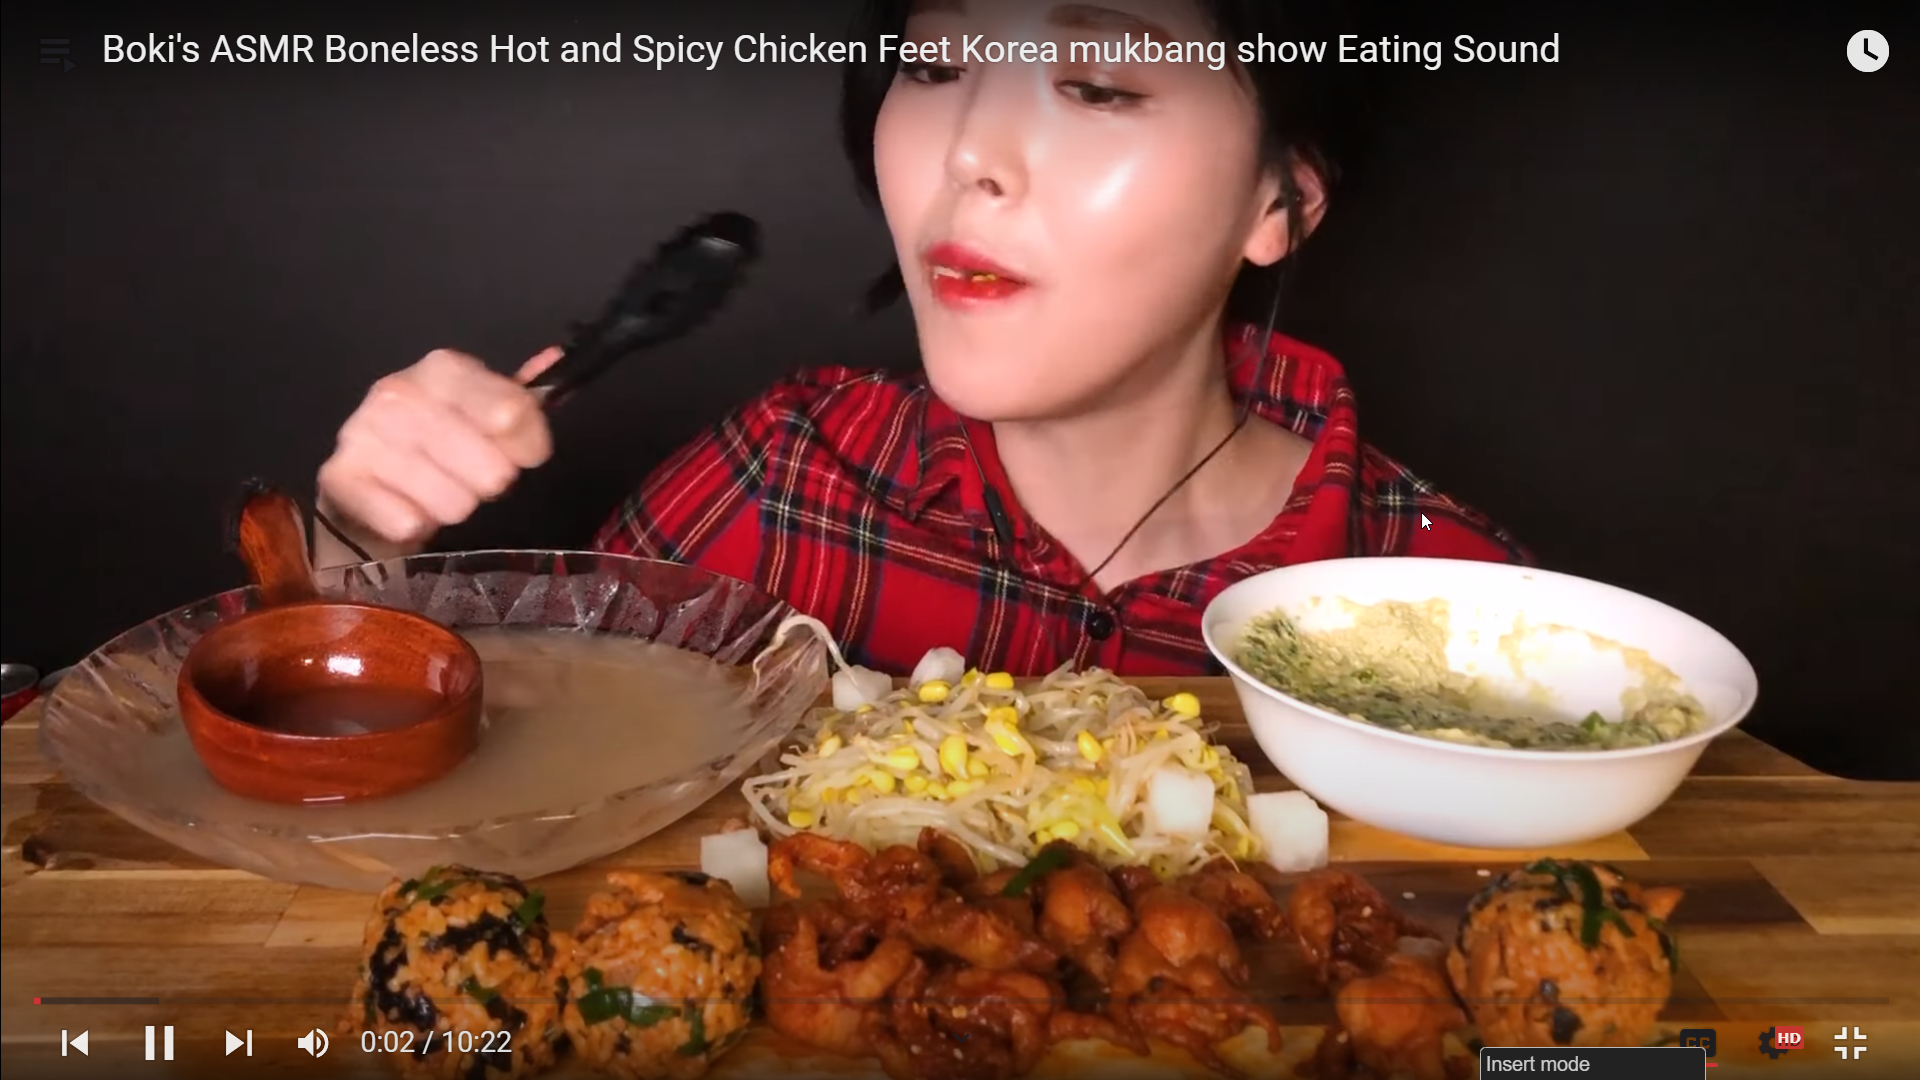 Boki's ASMR Boneless Hot and Spicy Chicken Feet Korea mukbang show Eating Sound
0:02 / 10:22
CC
HD
Insert mode